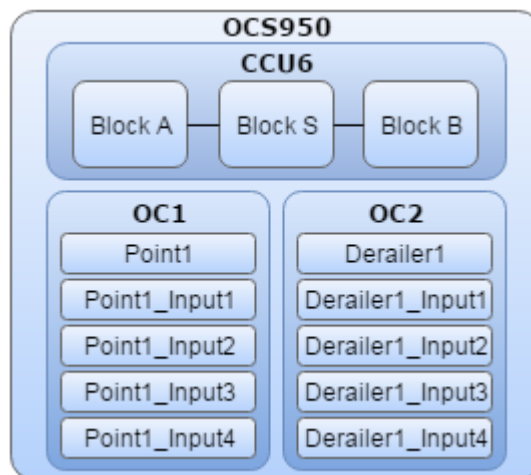 OCS950
CCU6
Block A
Block S
Block B
OC1
Point1
Point1_Input1
Point1_Input2
Point1_Input3
Point1_Input4
OC2
Derailer1
Derailer1_Input1
Derailer1_Input2
Derailer1_Input3
Derailer1_Input4